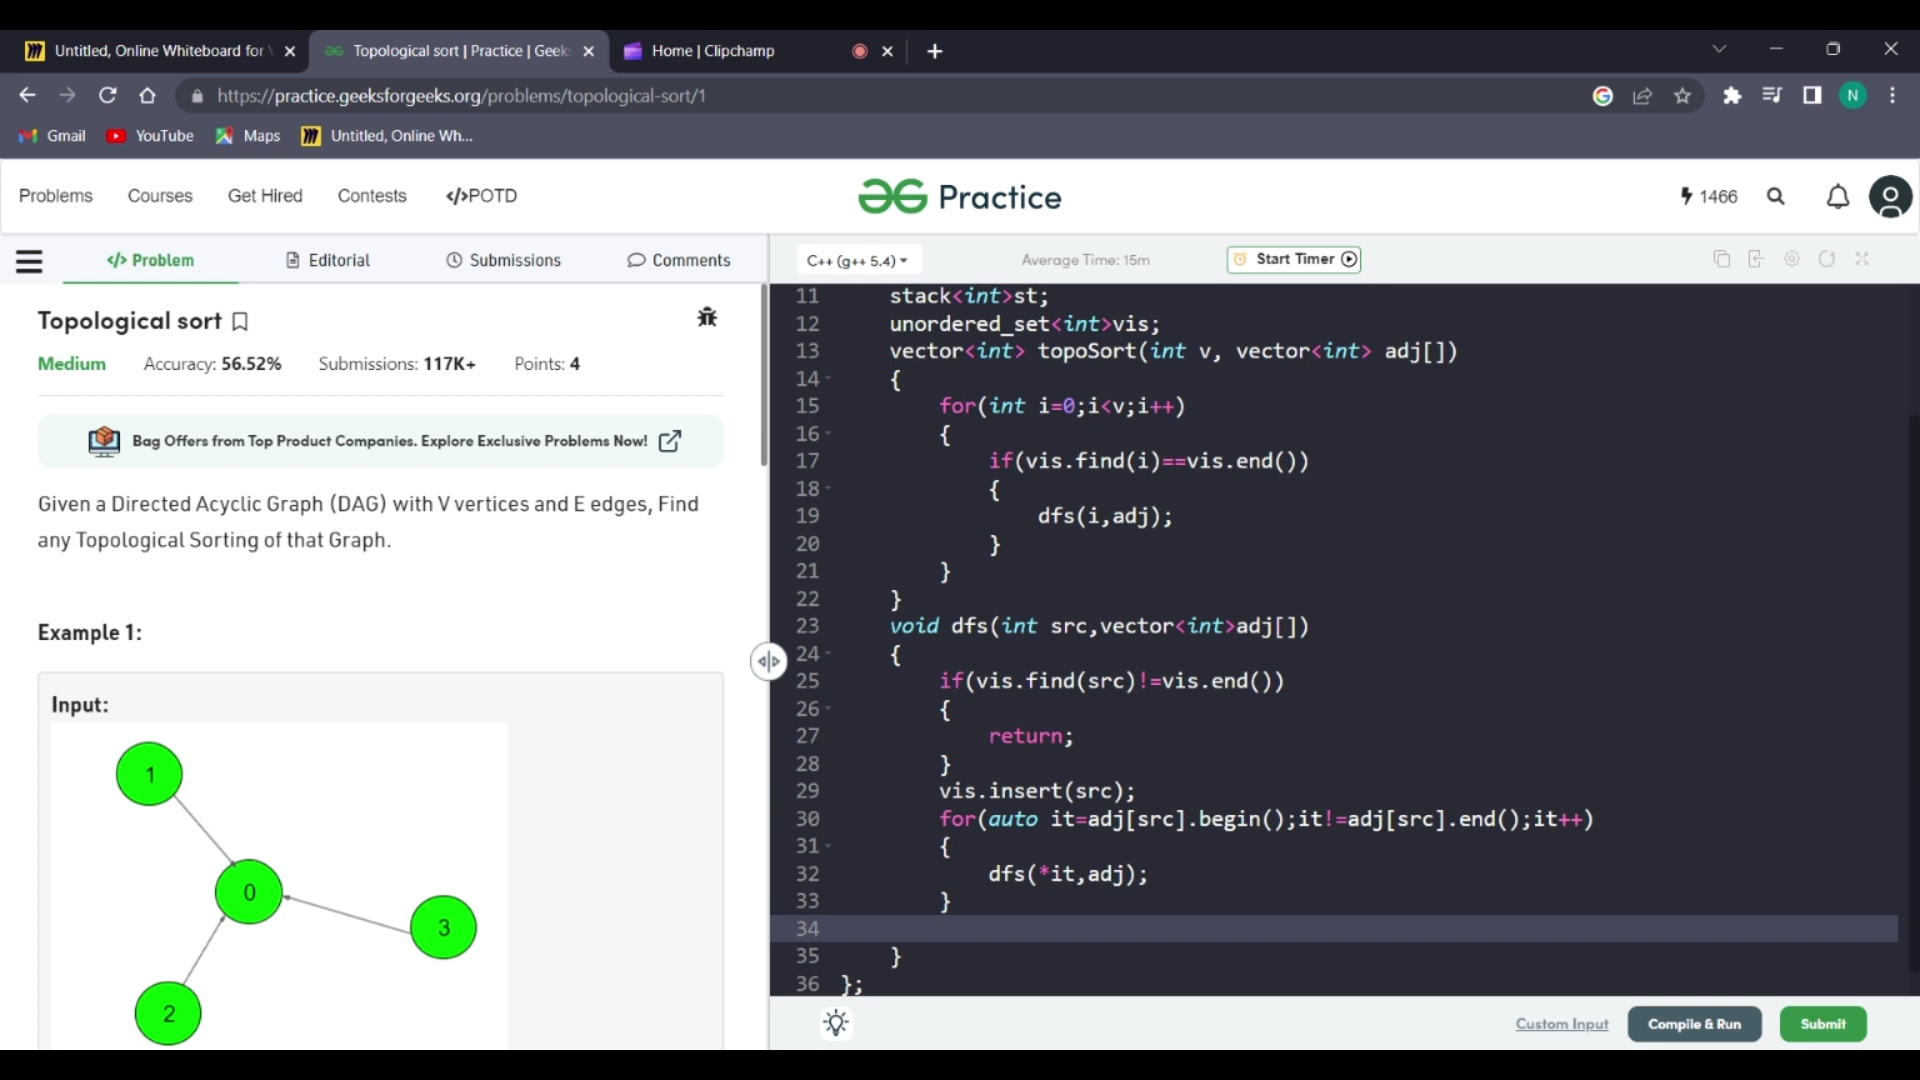 Untitled, Online Whiteboard for
Topological sort | Practice | Geek
Home | Clipchamp
https://practice.geeksforgeeks.org/problems/topological-sort/1
N
Gmail
YouTube
Maps
Untitled, Online Wh...
Problems
Courses
Get Hired
Contests
</>POTD
Practice
1466
</> Problem
Editorial
Submissions
Comments
C++ (g++ 5.4)
Average Time: 15m
Start Timer
Topological sort
Medium
Accuracy: 56.52%
Submissions: 117K+
Points: 4
Bag Offers from Top Product Companies. Explore Exclusive Problems Now!
Given a Directed Acyclic Graph (DAG) with V vertices and E edges, Find
any Topological Sorting of that Graph.
Example 1:
Input:
1
0
3
2
11 stack<int>st;
12 unordered_set<int>vis;
13 vector<int> topoSort(int v, vector<int> adj[])
14 {
15 for(int i=0;i<v;i++)
16 {
17 if(vis.find(i)==vis.end())
18 {
19 dfs(i,adj);
20 }
21 }
22 }
23 void dfs(int src,vector<int>adj[])
24 {
25 if(vis.find(src)!=vis.end())
26 {
27 return;
28 }
29 vis.insert(src);
30 for(auto it=adj[src].begin();it!=adj[src].end();it++)
31 {
32 dfs(*it,adj);
33 }
34
35 }
36 };
Custom Input
Compile & Run
Submit